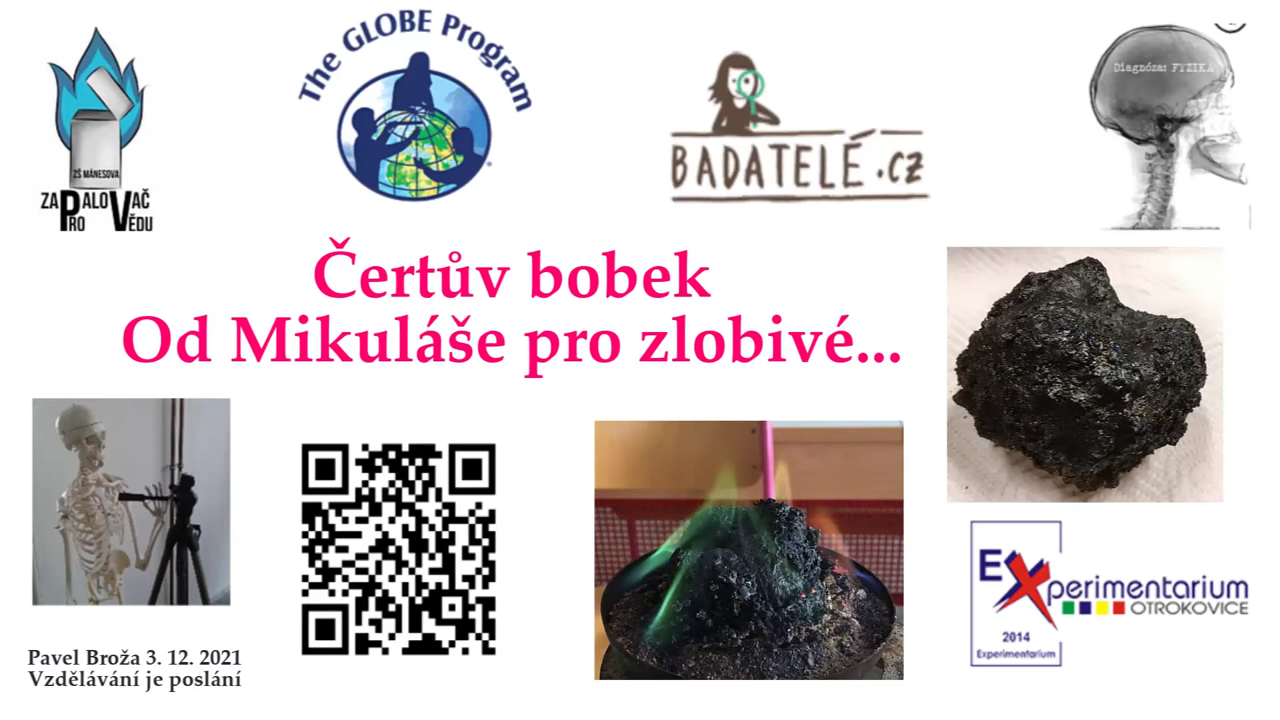 ZŠ MÁNESOVA
ZAPALOVAČ
PRO VĚDU
The GLOBE Program
BADATELÉ.CZ
Diagnóza: FYZIKA
Čertův bobek
Od Mikuláše pro zlobivé...
Experimentarium
OTROKOVICE
2014
Experimentarium
Pavel Broža 3. 12. 2021
Vzdělávání je poslání